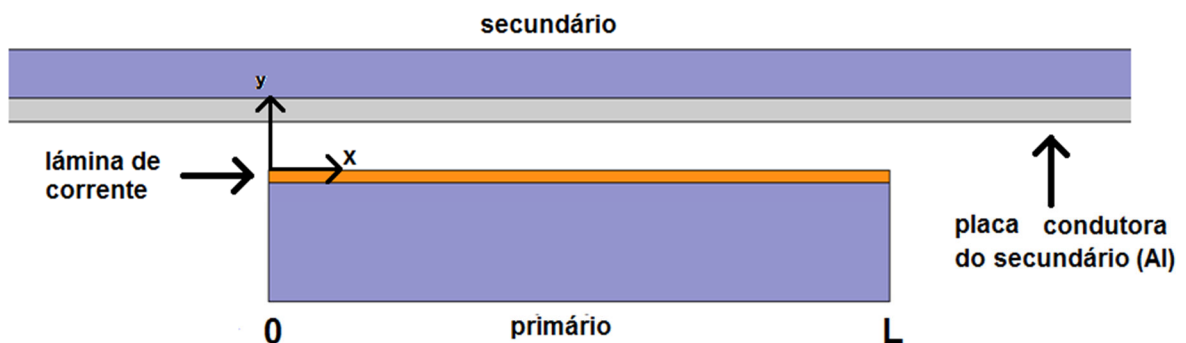 secundário
y
x
lámina de
corrente
placa condutora
do secundário (Al)
0
primário
L